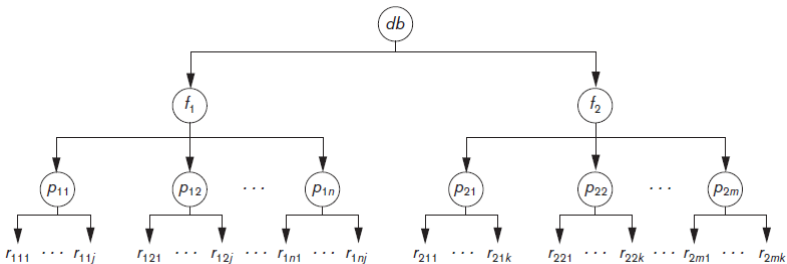 db
f₁ f₂
p₁₁ p₁₂ · · · p₁ₙ p₂₁ p₂₂ · · · p₂ₘ
r₁₁₁ · · · r₁₁ⱼ r₁₂₁ · · · r₁₂ⱼ · · · r₁ₙ₁ · · · r₁ₙⱼ r₂₁₁ · · · r₂₁ₖ r₂₂₁ · · · r₂₂ₖ · · · r₂ₘ₁ · · · r₂ₘₖ